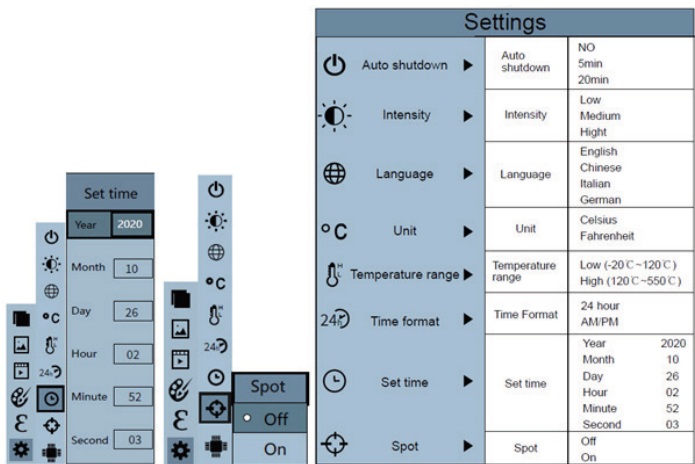 Set time
Year 2020
Month 10
Day 26
Hour 02
Minute 52
Second 03
°C
24h
ε
°C
24h
ε
Spot
Off
On
Settings
Auto shutdown
Auto
shutdown
NO
5min
20min
Intensity
Intensity
Low
Medium
Hight
Language
Language
English
Chinese
Italian
German
°C
Unit
Unit
Celsius
Fahrenheit
H
L
Temperature range
Temperature
range
Low (-20℃~120℃)
High (120℃~550℃)
24h
Time format
Time Format
24 hour
AM/PM
Set time
Set time
Year 2020
Month 10
Day 26
Hour 02
Minute 52
Second 03
Spot
Spot
Off
On